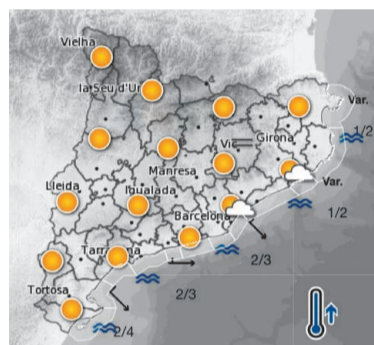 Vielha
la Seu d'Ur
Var.
1/2
Girona
Vic
Manresa
Lleida
Igualada
Var.
1/2
Barcelona
Tarragona
2/3
2/3
Tortosa
2/4